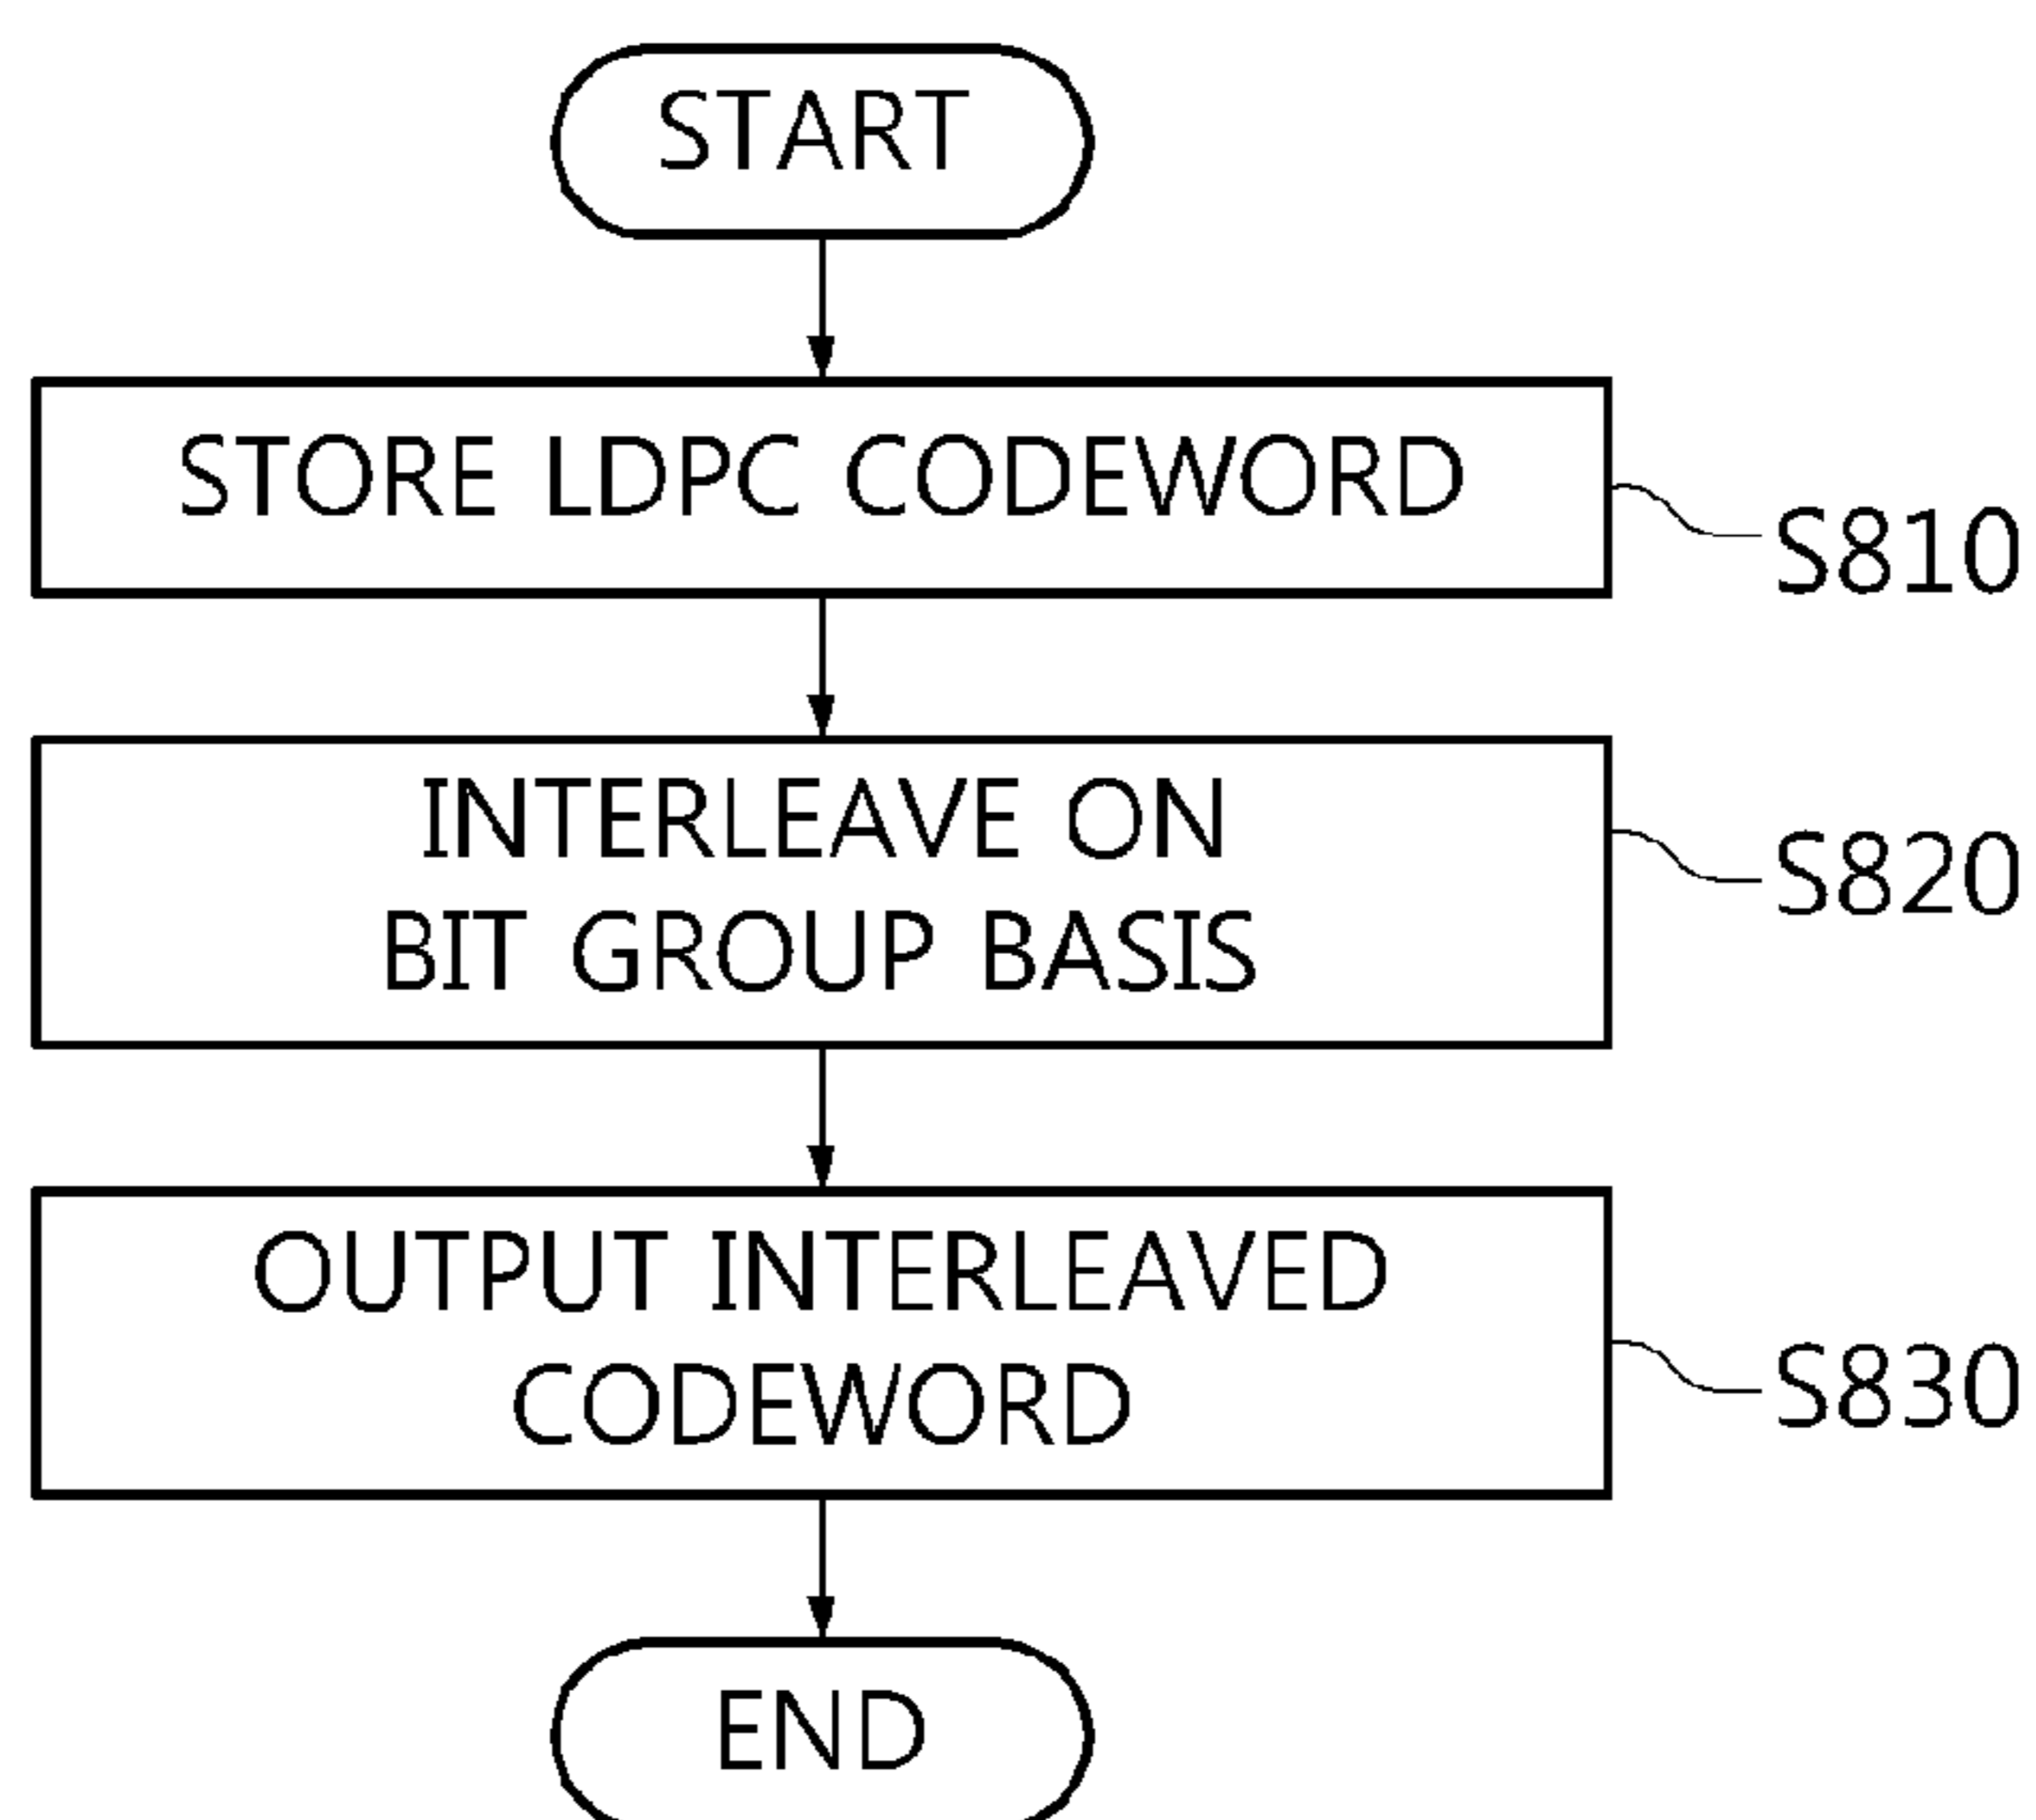 START
STORE LDPC CODEWORD
S810
INTERLEAVE ON
BIT GROUP BASIS
S820
OUTPUT INTERLEAVED
CODEWORD
S830
END